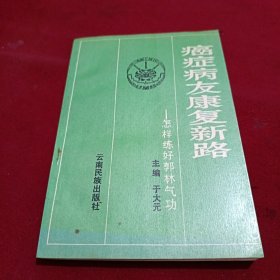 癌症病友康复新路
—怎样练好郭林气功
主编 于大元
云南民族出版社